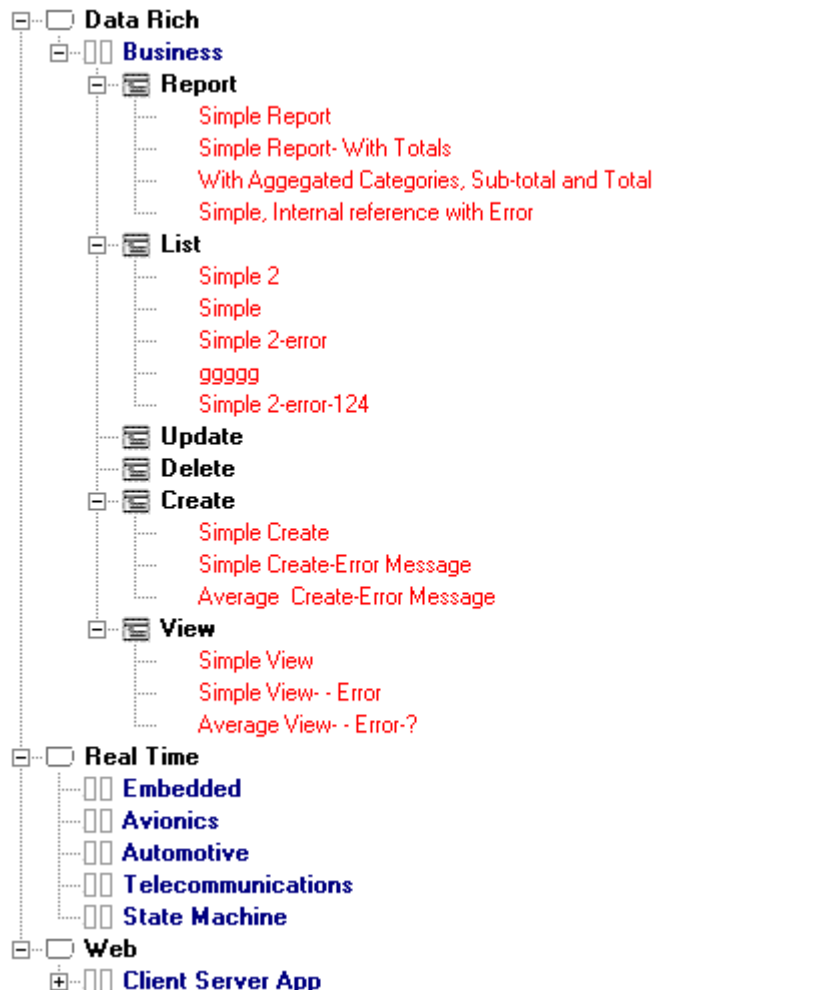 Data Rich
Business
Report
Simple Report
Simple Report- With Totals
With Aggegated Categories, Sub-total and Total
Simple, Internal reference with Error
List
Simple 2
Simple
Simple 2-error
ggggg
Simple 2-error-124
Update
Delete
Create
Simple Create
Simple Create-Error Message
Average  Create-Error Message
View
Simple View
Simple View- - Error
Average View- - Error-?
Real Time
Embedded
Avionics
Automotive
Telecommunications
State Machine
Web
Client Server App